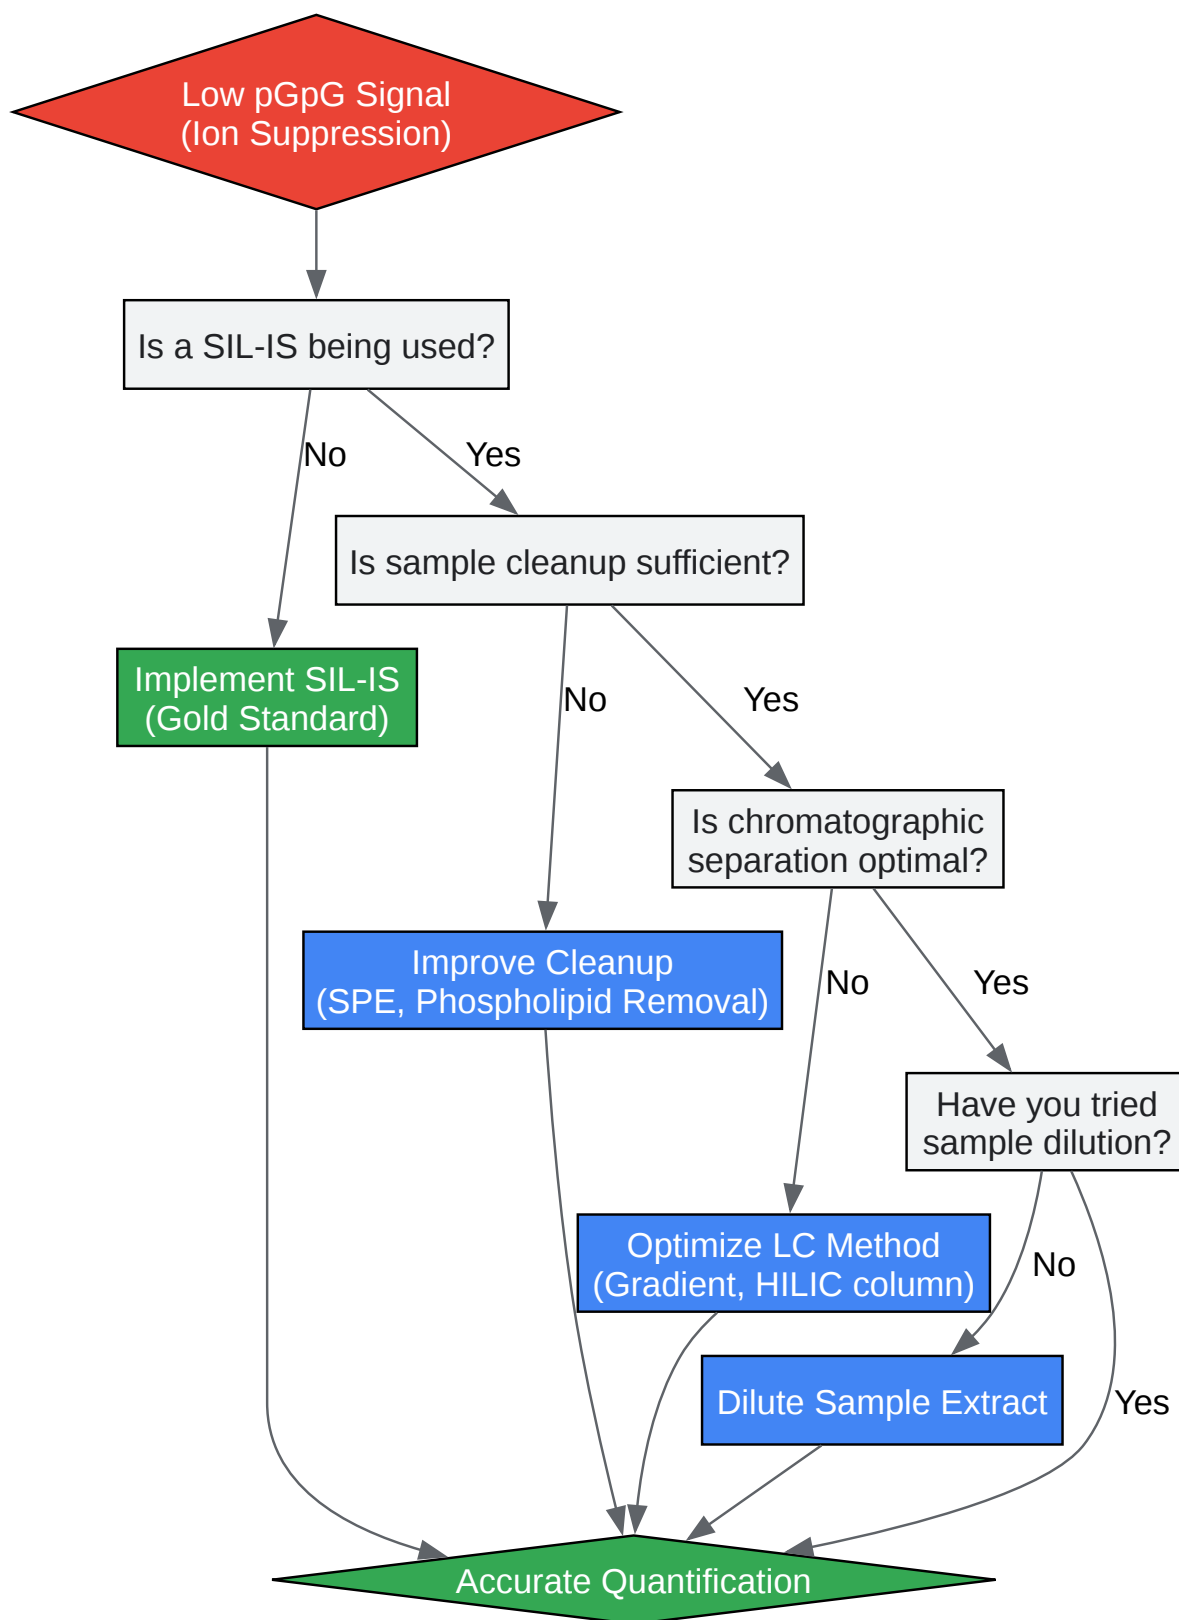 Low pGpG Signal
(Ion Suppression)
Is a SIL-IS being used?
No
Yes
Is sample cleanup sufficient?
Implement SIL-IS
(Gold Standard)
No
Yes
Is chromatographic
separation optimal?
Improve Cleanup
(SPE, Phospholipid Removal)
No
Yes
Have you tried
sample dilution?
Optimize LC Method
(Gradient, HILIC column)
No
Dilute Sample Extract
Yes
Accurate Quantification